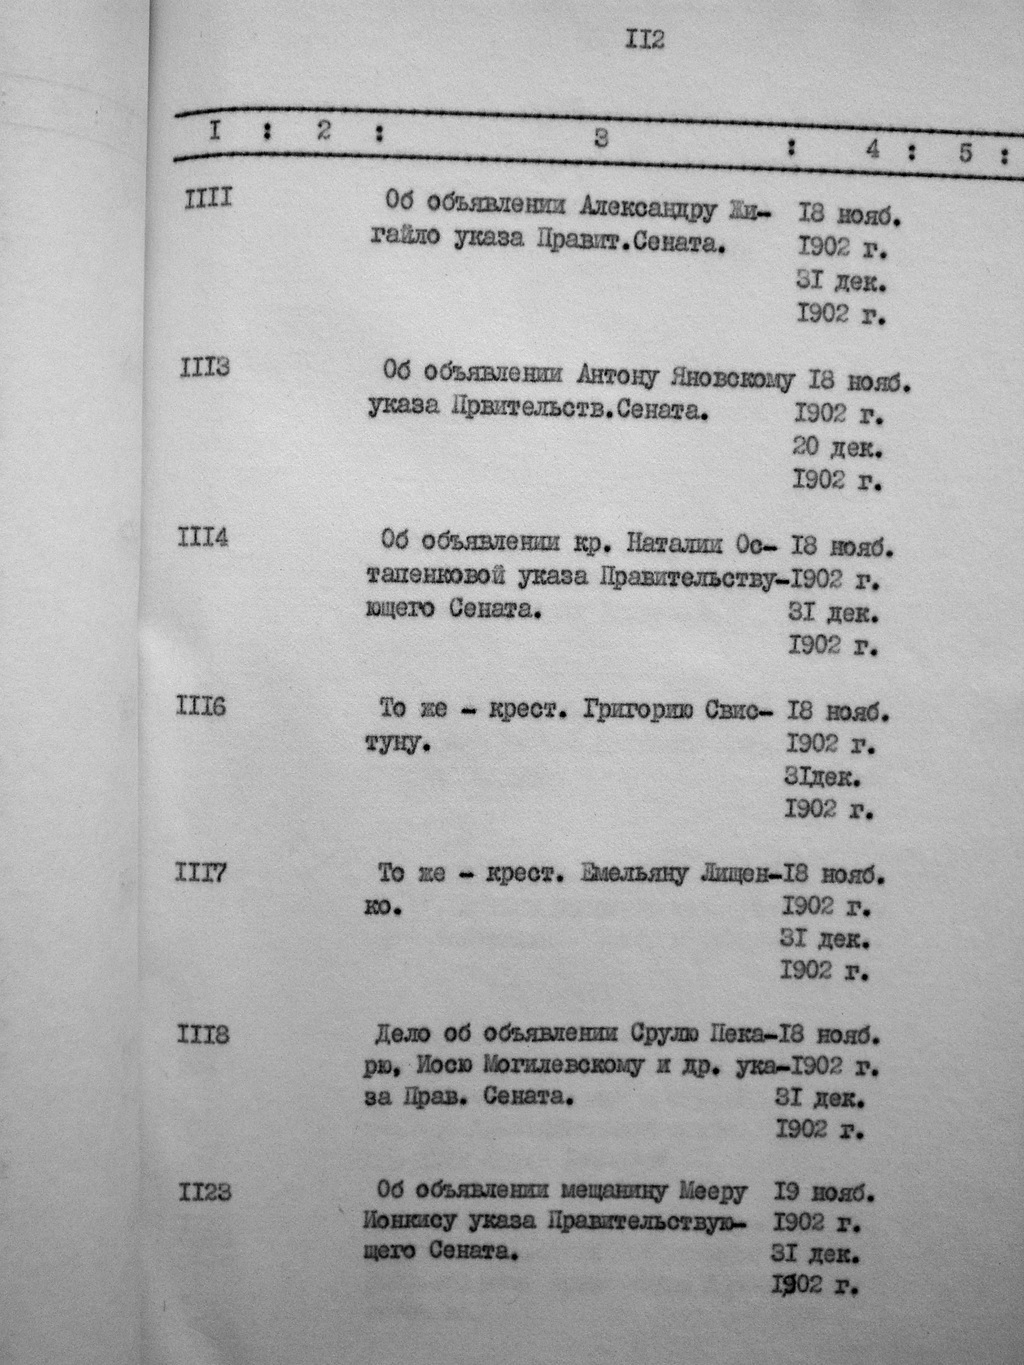 II2
I : 2 : 3 : 4 : 5 :
IIII Об объявлении Александру Жи- I8 нояб.
гайло указа Правит.Сената. I902 г.
3I дек.
I902 г.
III3 Об объявлении Антону Яновскому I8 нояб.
указа Првительств.Сената. I902 г.
20 дек.
I902 г.
III4 Об объявлении кр. Наталии Ос- I8 нояб.
тапенковой указа Правительству-I902 г.
ющего Сената. 3I дек.
I902 г.
III6 То же - крест. Григорию Свис- I8 нояб.
туну. I902 г.
3Iдек.
I902 г.
III7 То же - крест. Емельяну Лищен-I8 нояб.
ко. I902 г.
3I дек.
I902 г.
III8 Дело об объявлении Срулю Пека-I8 нояб.
рю, Иосю Могилевскому и др. ука-I902 г.
за Прав. Сената. 3I дек.
I902 г.
II23 Об объявлении мещанину Мееру I9 нояб.
Ионкису указа Правительствую- I902 г.
щего Сената. 3I дек.
I902 г.